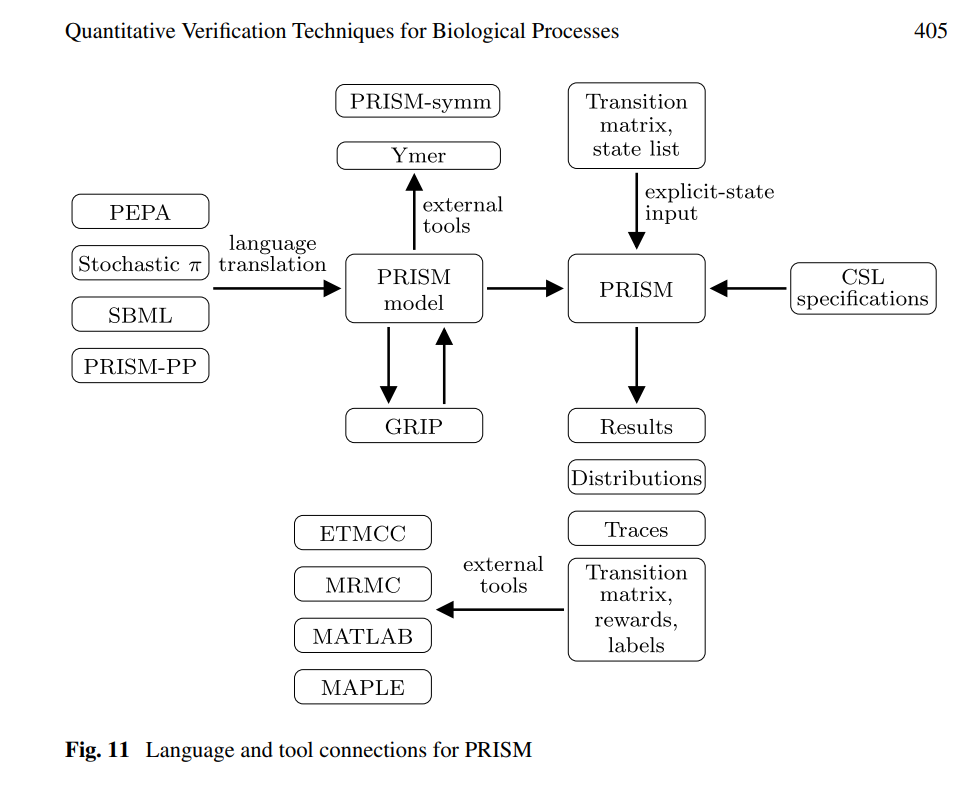 Quantitative Verification Techniques for Biological Processes 405
PRISM-symm
Ymer
Transition
matrix,
state list
external
tools
explicit-state
input
PEPA
Stochastic π
SBML
PRISM-PP
language
translation
PRISM
model
PRISM
CSL
specifications
GRIP
Results
Distributions
Traces
Transition
matrix,
rewards,
labels
external
tools
ETMCC
MRMC
MATLAB
MAPLE
Fig. 11 Language and tool connections for PRISM